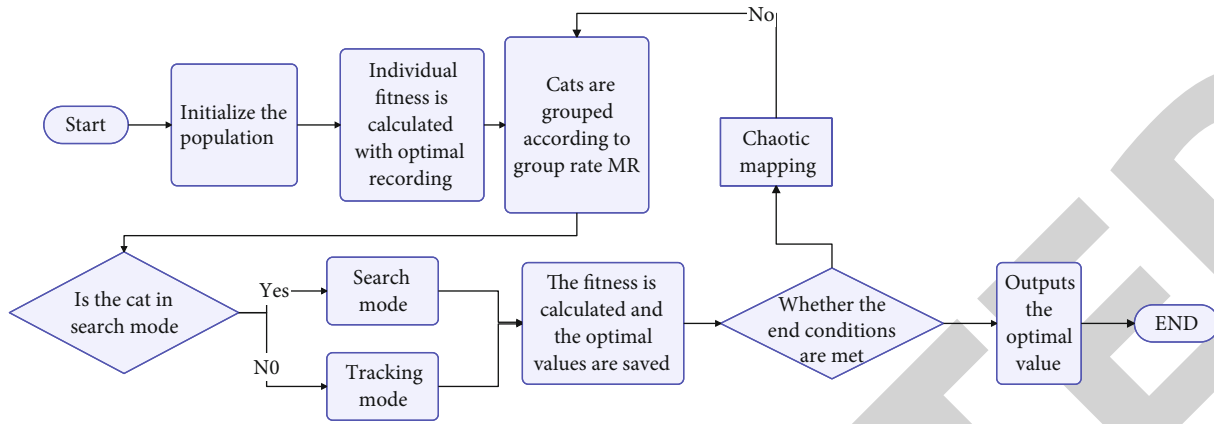 No
Start
Initialize the
population
Individual
fitness is
calculated
with optimal
recording
Cats are
grouped
according to
group rate MR
Chaotic
mapping
Is the cat in
search mode
Yes
N0
Search
mode
Tracking
mode
The fitness is
calculated and
the optimal
values are saved
Whether the
end conditions
are met
Outputs
the
optimal
value
END